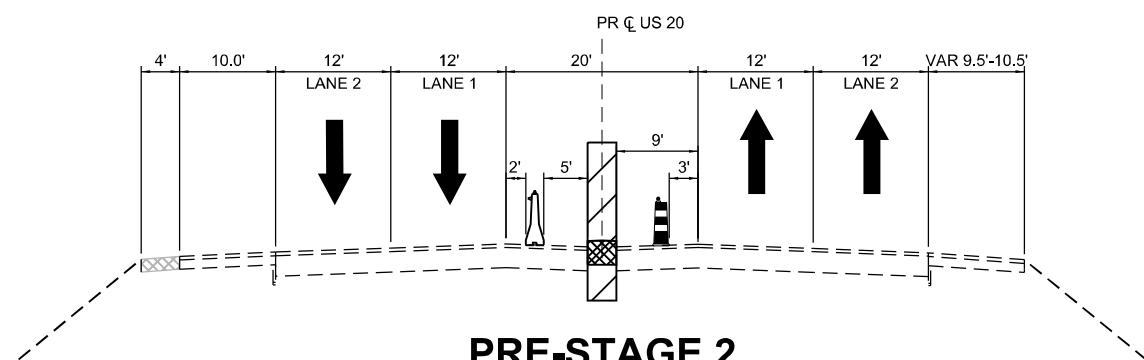 PR ℄ US 20
4' 10.0' 12' 12' 20' 12' 12' VAR 9.5'-10.5'
LANE 2 LANE 1 LANE 1 LANE 2
9'
2' 5' 3'
PRE-STAGE 2